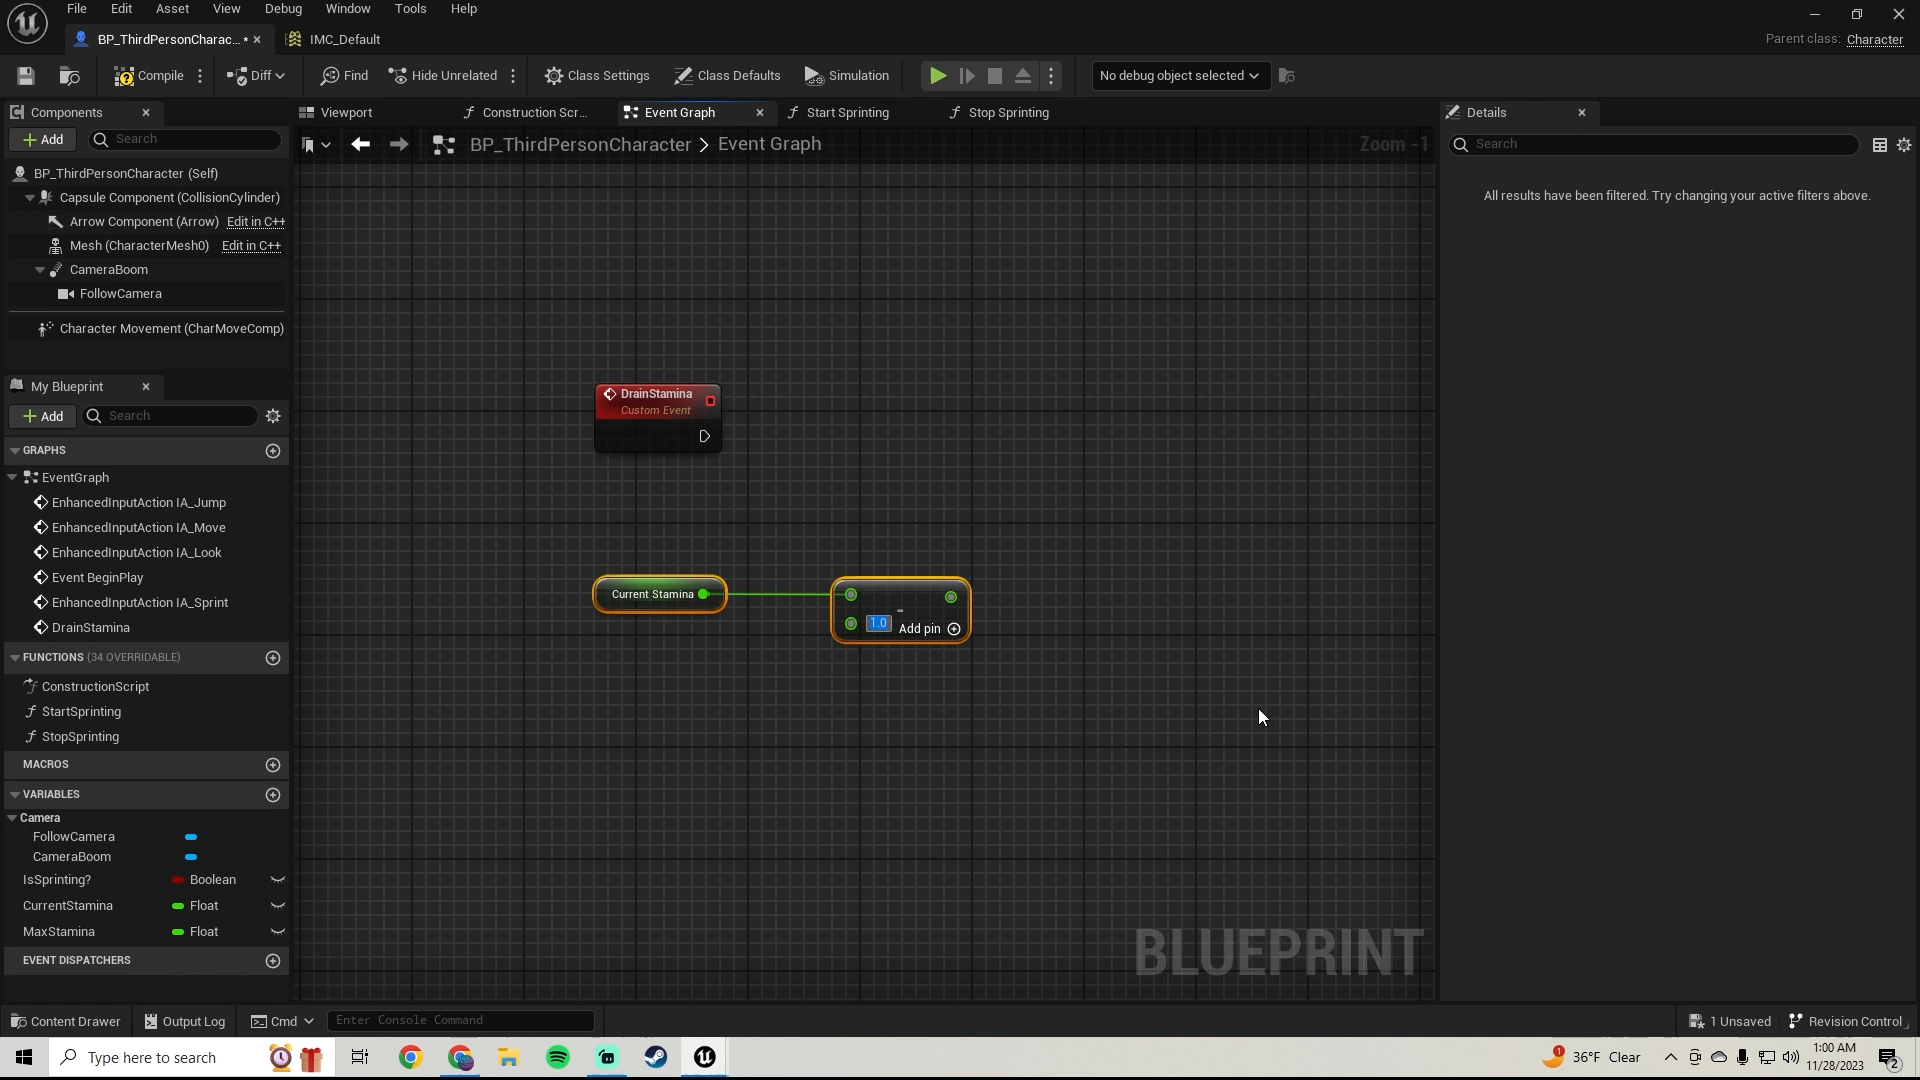 File Edit Asset View Debug Window Tools Help
BP_ThirdPersonCharac... •
IMC_Default
Parent class: Character
Compile
Diff
Find
Hide Unrelated
Class Settings
Class Defaults
Simulation
No debug object selected
Components
Add
Search
BP_ThirdPersonCharacter (Self)
Capsule Component (CollisionCylinder)
Arrow Component (Arrow) Edit in C++
Mesh (CharacterMesh0) Edit in C++
CameraBoom
FollowCamera
Character Movement (CharMoveComp)
My Blueprint
Add
Search
GRAPHS
EventGraph
EnhancedInputAction IA_Jump
EnhancedInputAction IA_Move
EnhancedInputAction IA_Look
Event BeginPlay
EnhancedInputAction IA_Sprint
DrainStamina
FUNCTIONS (34 OVERRIDABLE)
ConstructionScript
StartSprinting
StopSprinting
MACROS
VARIABLES
Camera
FollowCamera
CameraBoom
IsSprinting? Boolean
CurrentStamina Float
MaxStamina Float
EVENT DISPATCHERS
Viewport
Construction Scr...
Event Graph
Start Sprinting
Stop Sprinting
BP_ThirdPersonCharacter > Event Graph
Zoom -1
DrainStamina
Custom Event
Current Stamina
-
1.0
Add pin
BLUEPRINT
Details
Search
All results have been filtered. Try changing your active filters above.
Content Drawer
Output Log
Cmd
Enter Console Command
1 Unsaved
Revision Control
Type here to search
1
36°F Clear
1:00 AM
11/28/2023
2